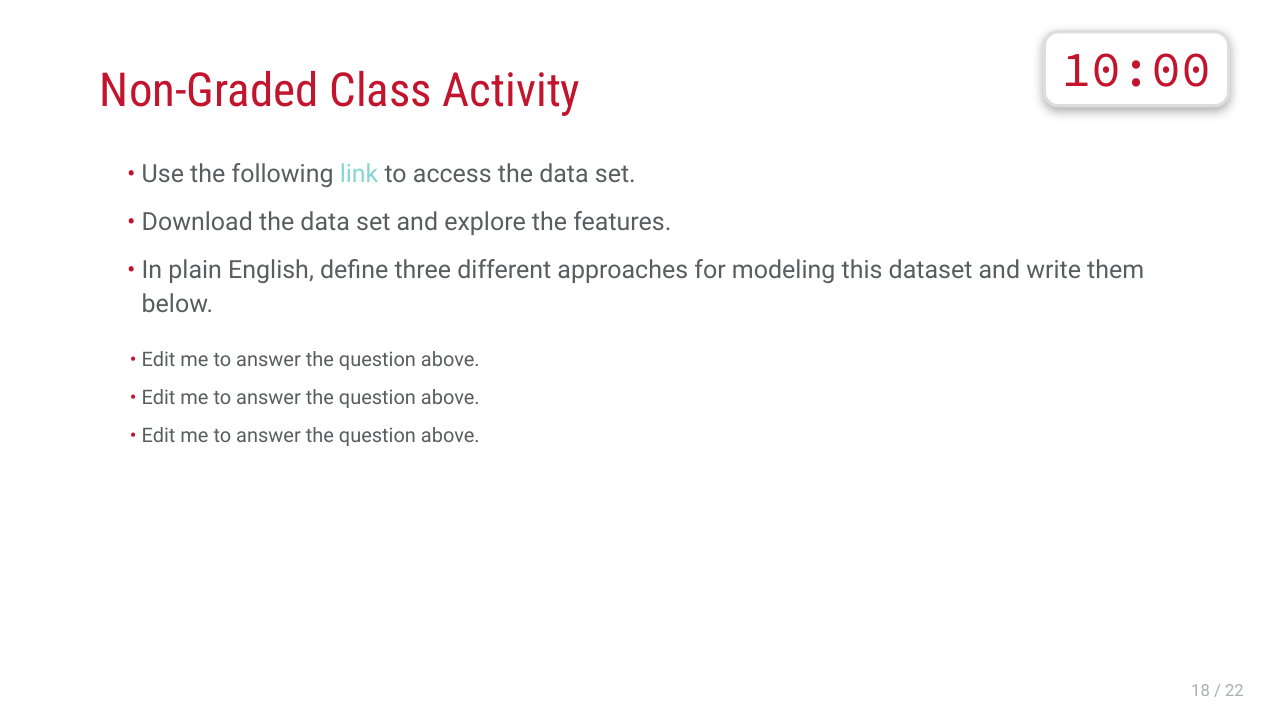 10:00
Non-Graded Class Activity
• Use the following link to access the data set.
• Download the data set and explore the features.
• In plain English, define three different approaches for modeling this dataset and write them
below.
• Edit me to answer the question above.
• Edit me to answer the question above.
• Edit me to answer the question above.
18 / 22